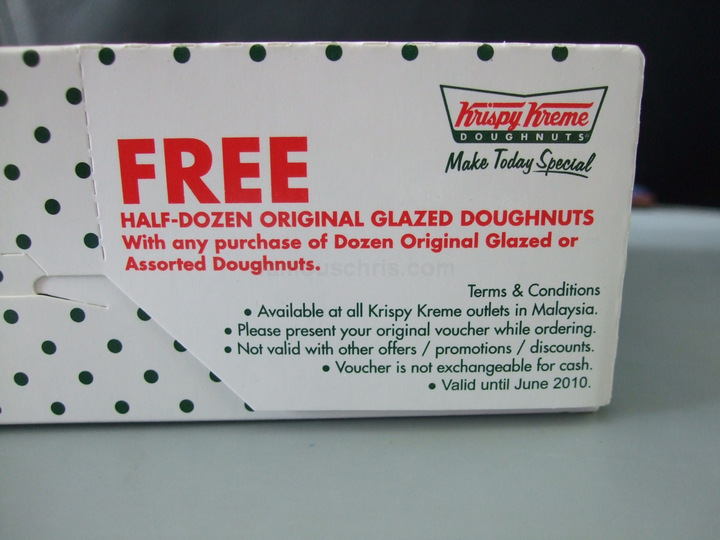 Krispy Kreme
DOUGHNUTS
Make Today Special
FREE
HALF-DOZEN ORIGINAL GLAZED DOUGHNUTS
With any purchase of Dozen Original Glazed or
Assorted Doughnuts.
Terms & Conditions
• Available at all Krispy Kreme outlets in Malaysia.
• Please present your original voucher while ordering.
• Not valid with other offers / promotions / discounts.
• Voucher is not exchangeable for cash.
• Valid until June 2010.